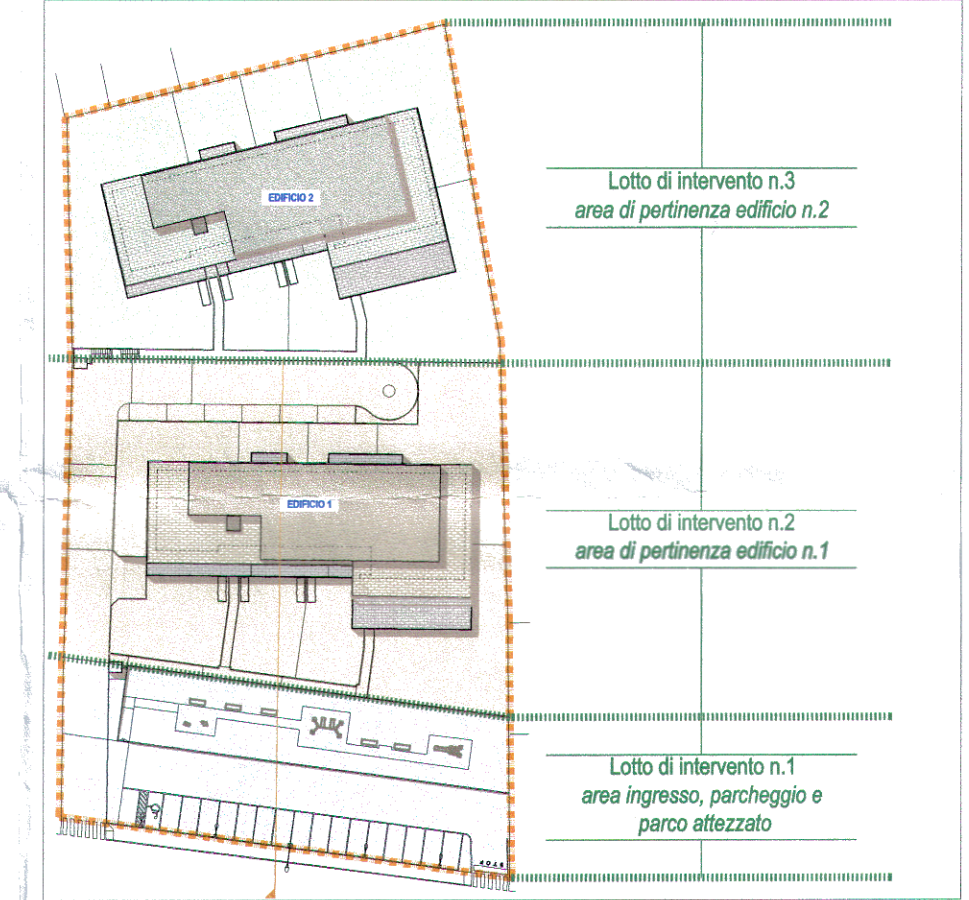 EDIFICIO 2
Lotto di intervento n.3
area di pertinenza edificio n.2
EDIFICIO 1
Lotto di intervento n.2
area di pertinenza edificio n.1
Lotto di intervento n.1
area ingresso, parcheggio e
parco attezzato